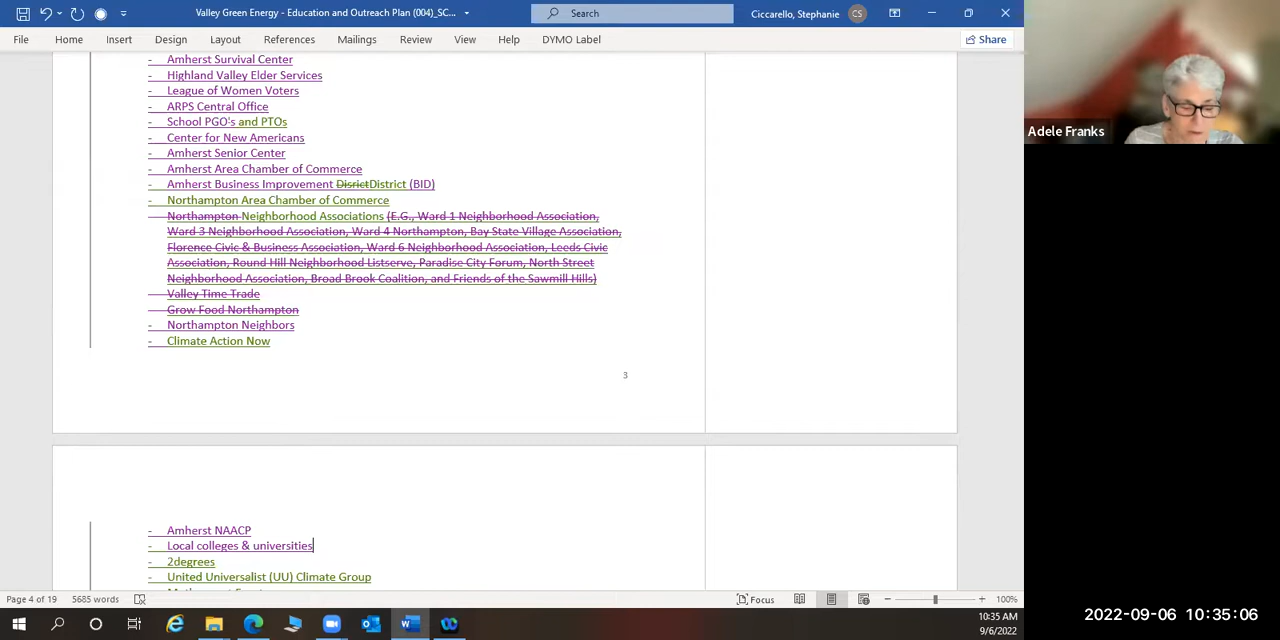 Valley Green Energy - Education and Outreach Plan (004)_SC...
Search
Ciccarello, Stephanie
CS
File Home Insert Design Layout References Mailings Review View Help DYMO Label
Share
- Amherst Survival Center
- Highland Valley Elder Services
- League of Women Voters
- ARPS Central Office
- School PGO's and PTOs
- Center for New Americans
- Amherst Senior Center
- Amherst Area Chamber of Commerce
- Amherst Business Improvement DisrictDistrict (BID)
- Northampton Area Chamber of Commerce
Northampton Neighborhood Associations (E.G., Ward 1 Neighborhood Association,
Ward 3 Neighborhood Association, Ward 4 Northampton, Bay State Village Association,
Florence Civic & Business Association, Ward 6 Neighborhood Association, Leeds Civic
Association, Round Hill Neighborhood Listserve, Paradise City Forum, North Street
Neighborhood Association, Broad Brook Coalition, and Friends of the Sawmill Hills)
Valley Time Trade
Grow Food Northampton
- Northampton Neighbors
- Climate Action Now
3
- Amherst NAACP
- Local colleges & universities
- 2degrees
- United Universalist (UU) Climate Group
Page 4 of 19 5685 words
Focus
100%
10:35 AM
9/6/2022
Adele Franks
2022-09-06 10:35:06